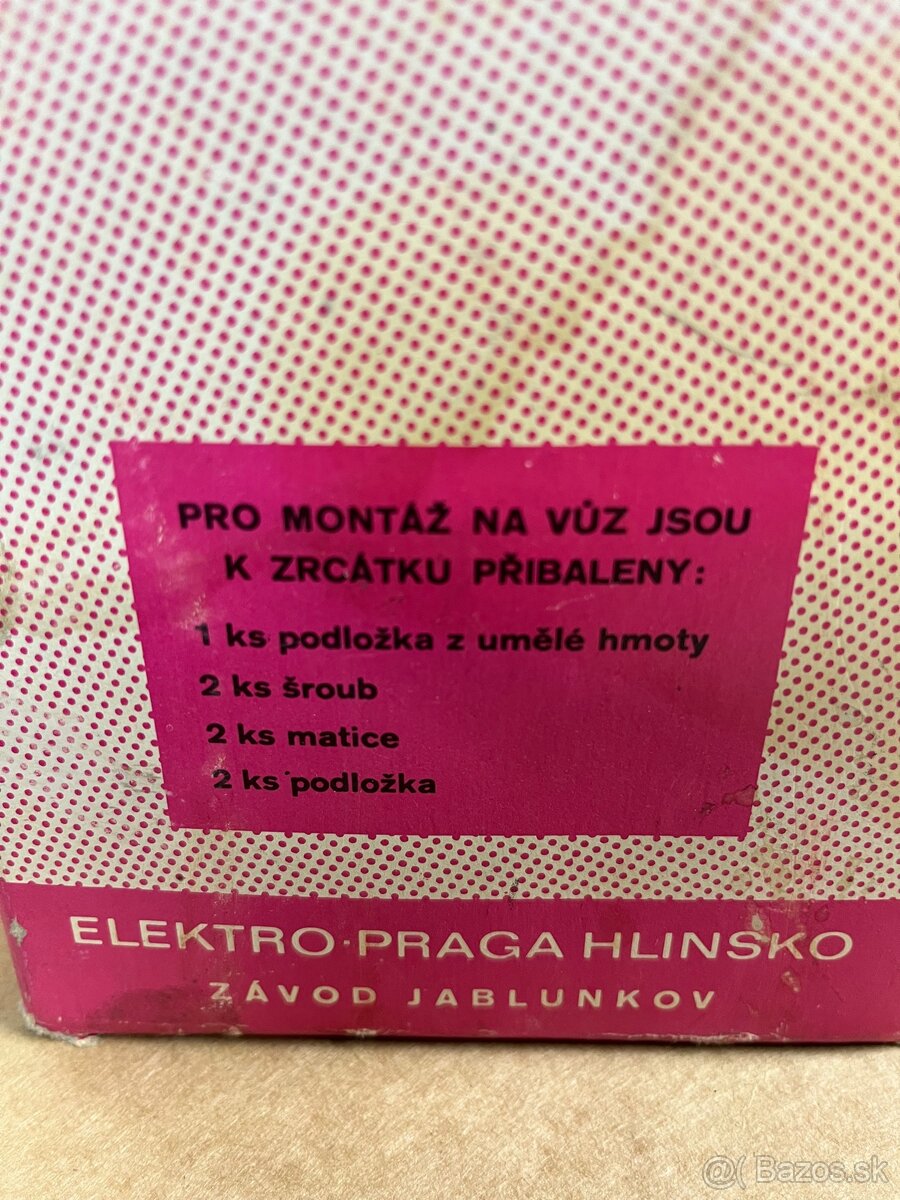 PRO MONTÁŽ NA VŮZ JSOU
K ZRCÁTKU PŘIBALENY:
1 ks podložka z umělé hmoty
2 ks šroub
2 ks matice
2 ks podložka
ELEKTRO·PRAGA HLINSKO
ZÁVOD JABLUNKOV
@( Bazos.sk